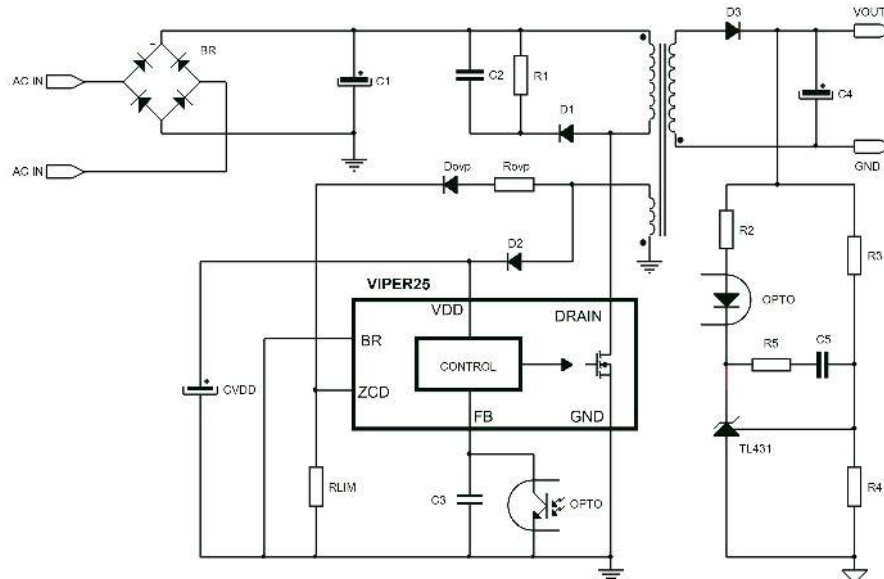 D3
VOUT
BR
AC IN
C1
C2
R1
C4
D1
AC IN
GND
Dovp
Rovp
R2
R3
D2
VIPER25
OPTO
VDD
DRAIN
BR
R5
C5
CONTROL
CVDD
ZCD
FB
GND
TL431
RLIM
C3
OPTO
R4